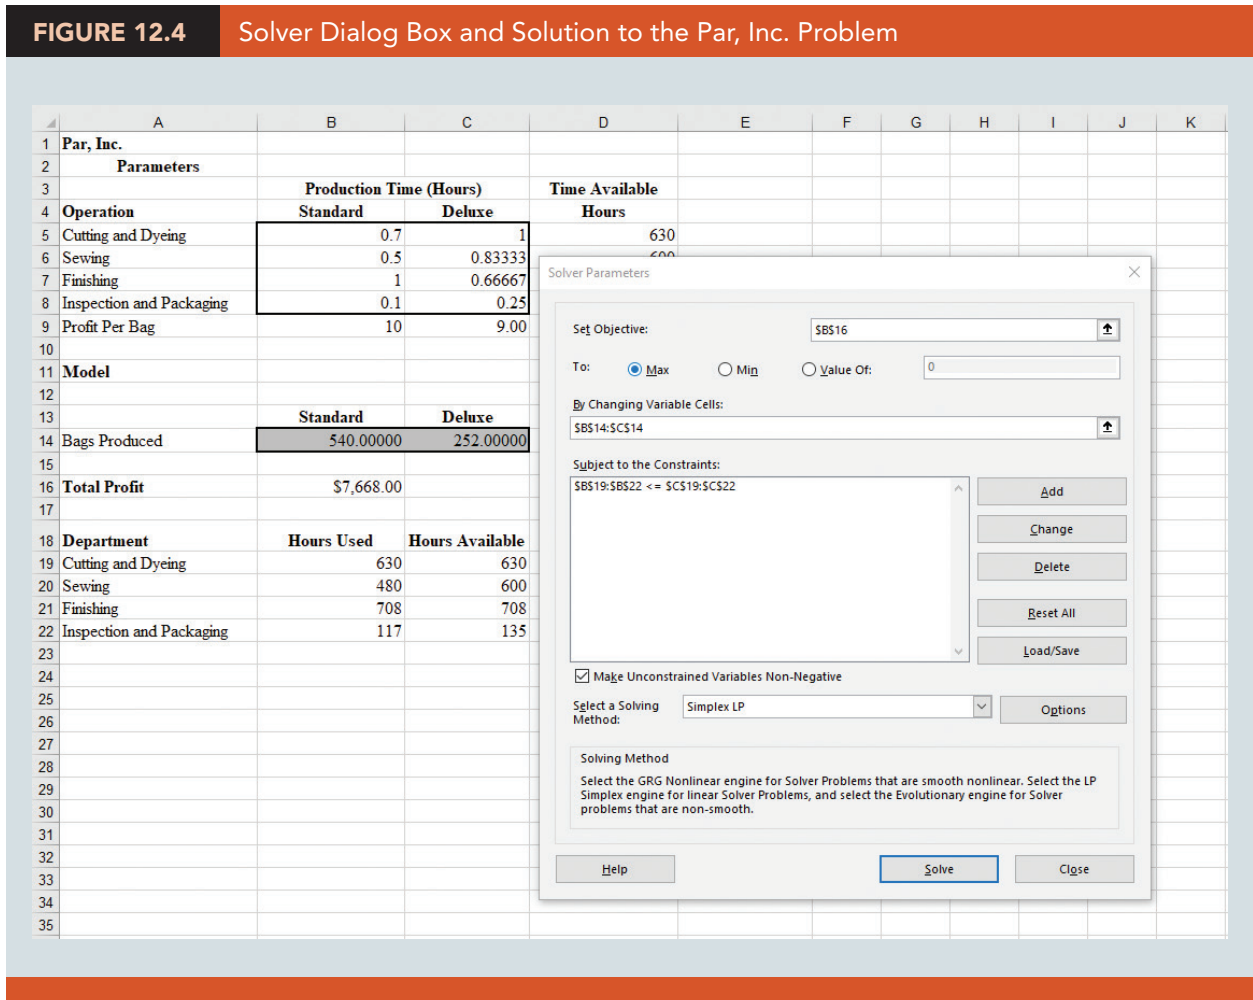 FIGURE 12.4 Solver Dialog Box and Solution to the Par, Inc. Problem
A B C D E F G H I J K
1 Par, Inc.
2 Parameters
3 Production Time (Hours) Time Available
4 Operation Standard Deluxe Hours
5 Cutting and Dyeing 0.7 1 630
6 Sewing 0.5 0.83333 600
7 Finishing 1 0.66667
8 Inspection and Packaging 0.1 0.25
9 Profit Per Bag 10 9.00
10
11 Model
12
13 Standard Deluxe
14 Bags Produced 540.00000 252.00000
15
16 Total Profit $7,668.00
17
18 Department Hours Used Hours Available
19 Cutting and Dyeing 630 630
20 Sewing 480 600
21 Finishing 708 708
22 Inspection and Packaging 117 135
23
24
25
26
27
28
29
30
31
32
33
34
35
Solver Parameters
Set Objective: $B$16
To: Max Min Value Of: 0
By Changing Variable Cells:
$B$14:$C$14
Subject to the Constraints:
$B$19:$B$22 <= $C$19:$C$22
Add
Change
Delete
Reset All
Load/Save
Make Unconstrained Variables Non-Negative
Select a Solving Method: Simplex LP Options
Solving Method
Select the GRG Nonlinear engine for Solver Problems that are smooth nonlinear. Select the LP
Simplex engine for linear Solver Problems, and select the Evolutionary engine for Solver
problems that are non-smooth.
Help Solve Close